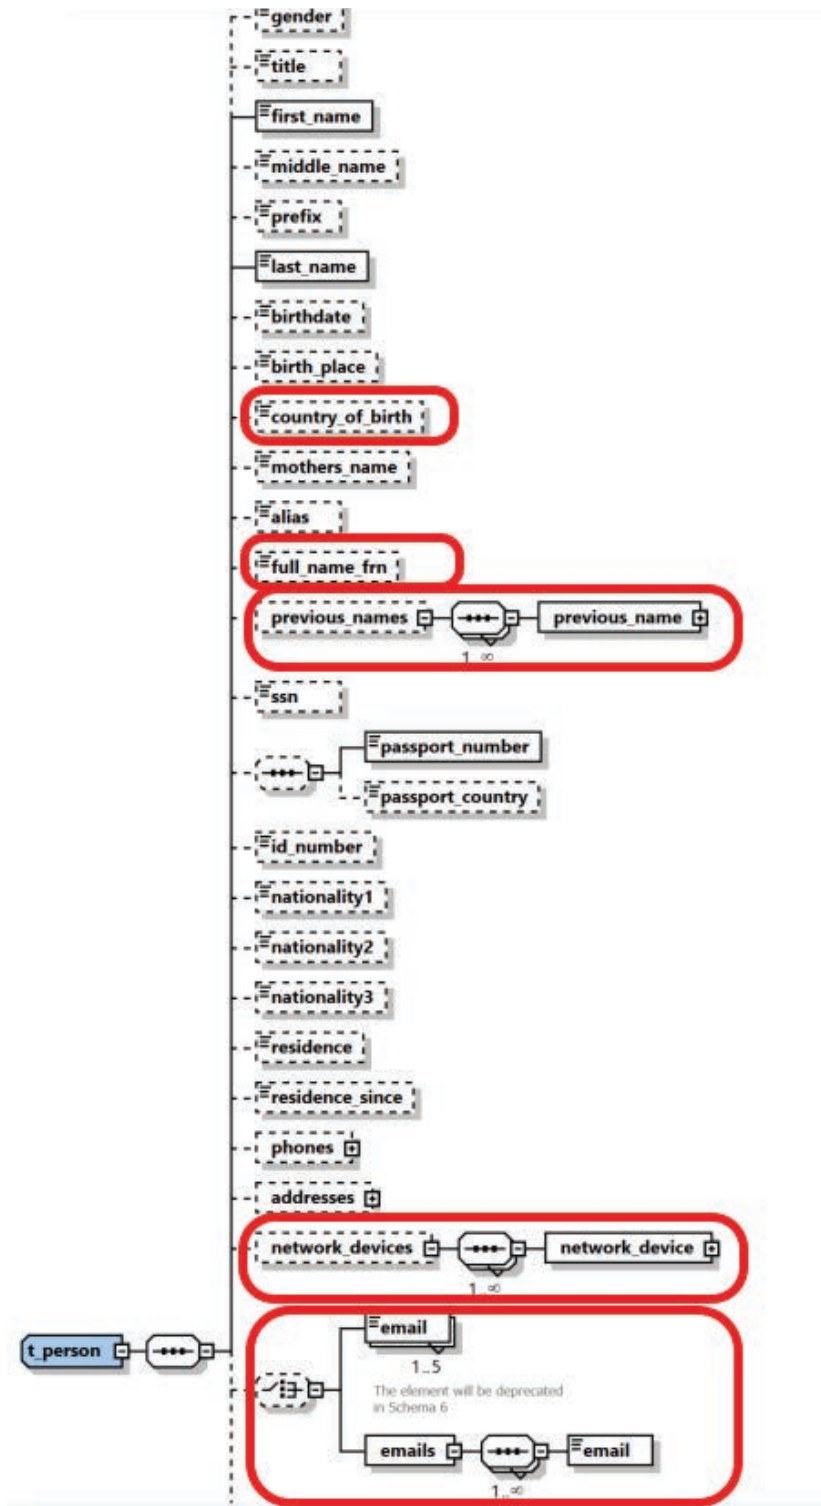 gender
title
first_name
middle_name
prefix
last_name
birthdate
birth_place
country_of_birth
mothers_name
alias
full_name_frn
previous_names previous_name
1..∞
ssn
passport_number
passport_country
id_number
nationality1
nationality2
nationality3
residence
residence_since
phones
addresses
network_devices network_device
1..∞
t_person
email
1..5
The element will be deprecated
in Schema 6
emails email
1..∞